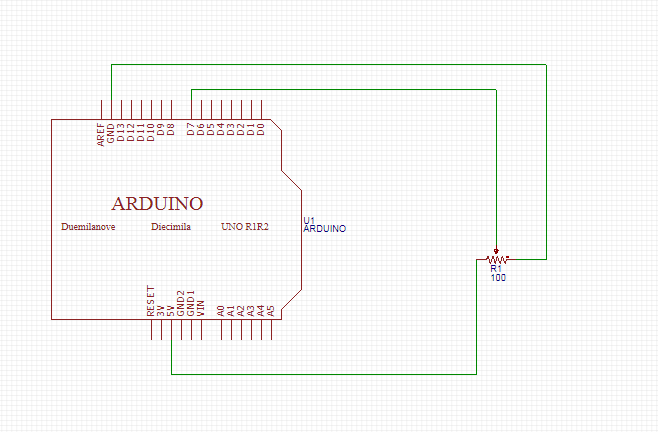 AREF
GND
D13
D12
D11
D10
D9
D8
D7
D6
D5
D4
D3
D2
D1
D0
ARDUINO
Duemilanove Diecimila UNO R1R2
U1
ARDUINO
R1
100
RESET
3V
5V
GND2
GND1
VIN
A0
A1
A2
A3
A4
A5